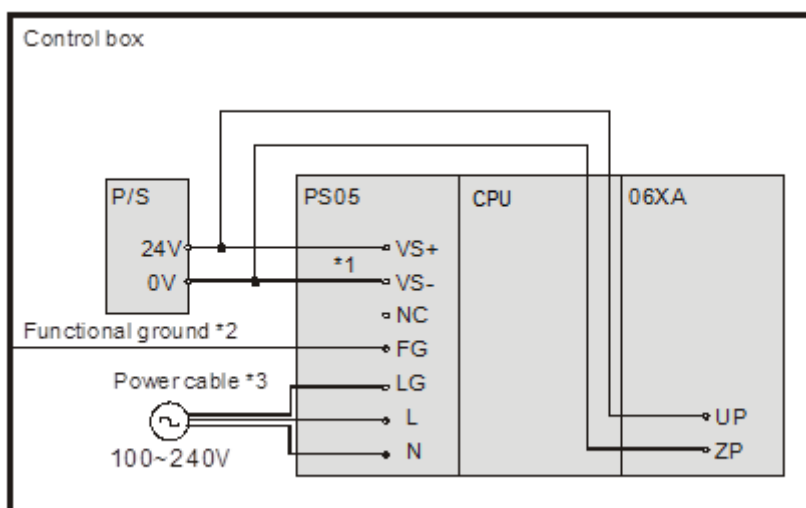 Control box
P/S
PS05
CPU
06XA
24V
VS+
*1
0V
VS-
NC
Functional ground *2
FG
Power cable *3
LG
L
UP
100~240V
N
ZP